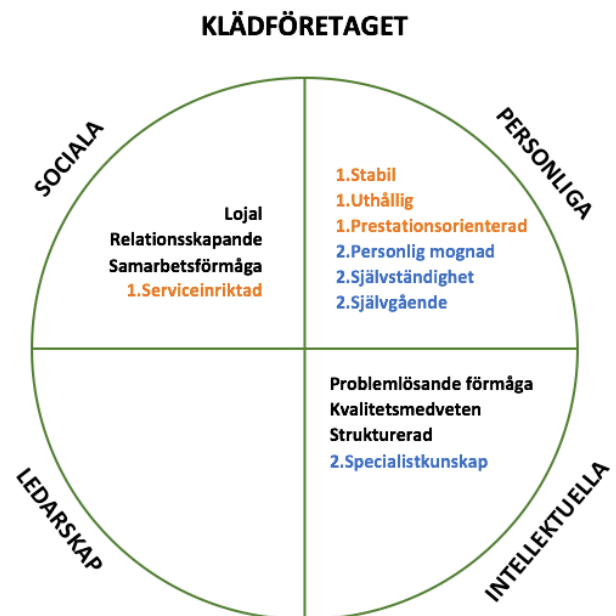 KLÄDFÖRETAGET
SOCIALA
PERSONLIGA
Lojal
Relationsskapande
Samarbetsförmåga
1.Serviceinriktad
1.Stabil
1.Uthållig
1.Prestationsorienterad
2.Personlig mognad
2.Självständighet
2.Självgående
LEDARSKAP
Problemlösande förmåga
Kvalitetsmedveten
Strukturerad
2.Specialistkunskap
INTELLEKTUELLA